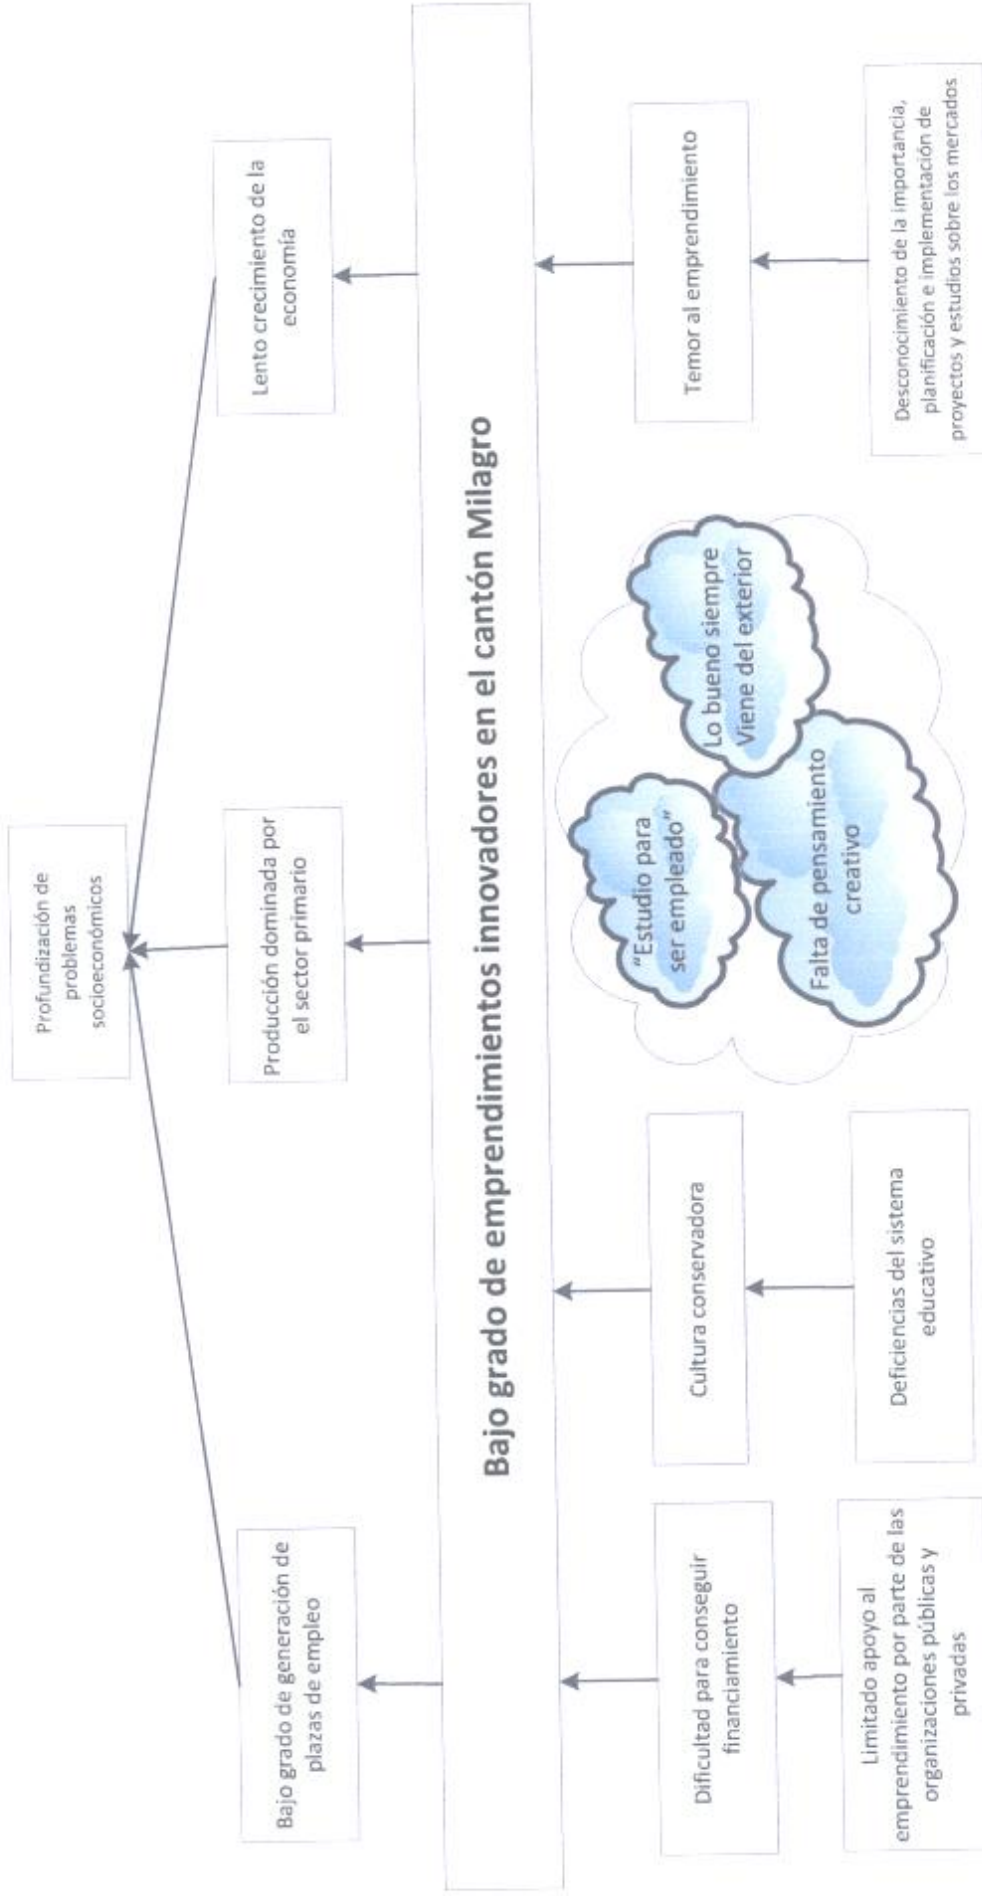 Profundización de
problemas
socioeconómicos
Bajo grado de generación de
plazas de empleo
Producción dominada por
el sector primario
Lento crecimiento de la
economía
Bajo grado de emprendimientos innovadores en el cantón Milagro
Dificultad para conseguir
financiamiento
Cultura conservadora
"Estudio para
ser empleado"
Lo bueno siempre
Viene del exterior
Falta de pensamiento
creativo
Temor al emprendimiento
Limitado apoyo al
emprendimiento por parte de las
organizaciones públicas y
privadas
Deficiencias del sistema
educativo
Desconocimiento de la importancia,
planificación e implementación de
proyectos y estudios sobre los mercados